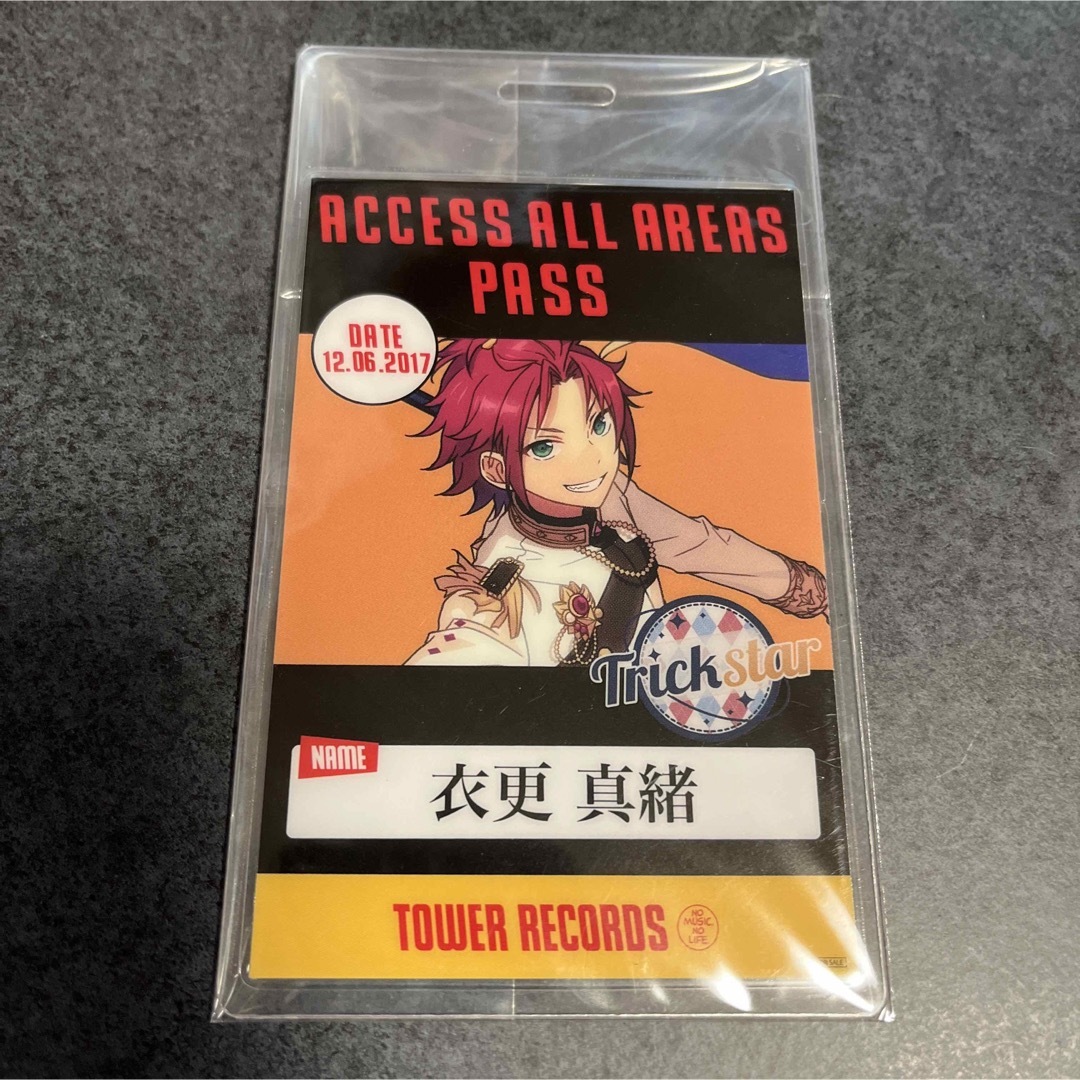 ACCESS ALL AREAS
PASS
DATE
12.06.2017
Trickstar
NAME
衣更 真緒
TOWER RECORDS
NO
MUSIC,
NO
LIFE.